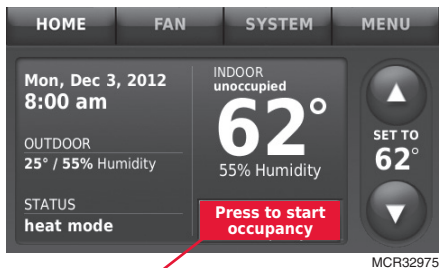 HOME FAN SYSTEM MENU
Mon, Dec 3, 2012
8:00 am
OUTDOOR
25° / 55% Humidity
STATUS
heat mode
INDOOR
unoccupied
62°
55% Humidity
Press to start
occupancy
SET TO
62°
MCR32975